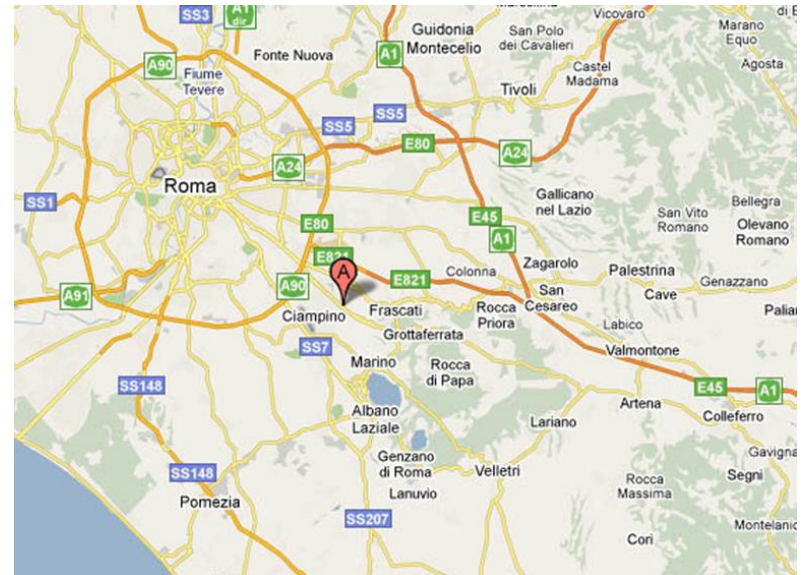 SS3
A1
dir
Vicovaro
Marano
Equo
Guidonia
Montecelio
San Polo
dei Cavalieri
A1
Fonte Nuova
A90
Fiume
Tevere
Castel
Madama
Agosta
Tivoli
SS5
SS5
E80
A24
A24
Roma
SS1
Gallicano
nel Lazio
Bellegra
San Vito
Romano
Olevano
Romano
E45
E80
A1
E821
A
Colonna
Zagarolo
Palestrina
E821
Genazzano
A90
San
Cesareo
Cave
A91
Ciampino
Frascati
Rocca
Priora
Labico
Grottaferrata
SS7
Valmontone
Marino
Rocca
di Papa
SS148
E45
A1
Artena
Colleferro
Albano
Laziale
Lariano
Genzano
di Roma
Velletri
SS148
Segni
Rocca
Massima
Lanuvio
Pomezia
SS207
Cori